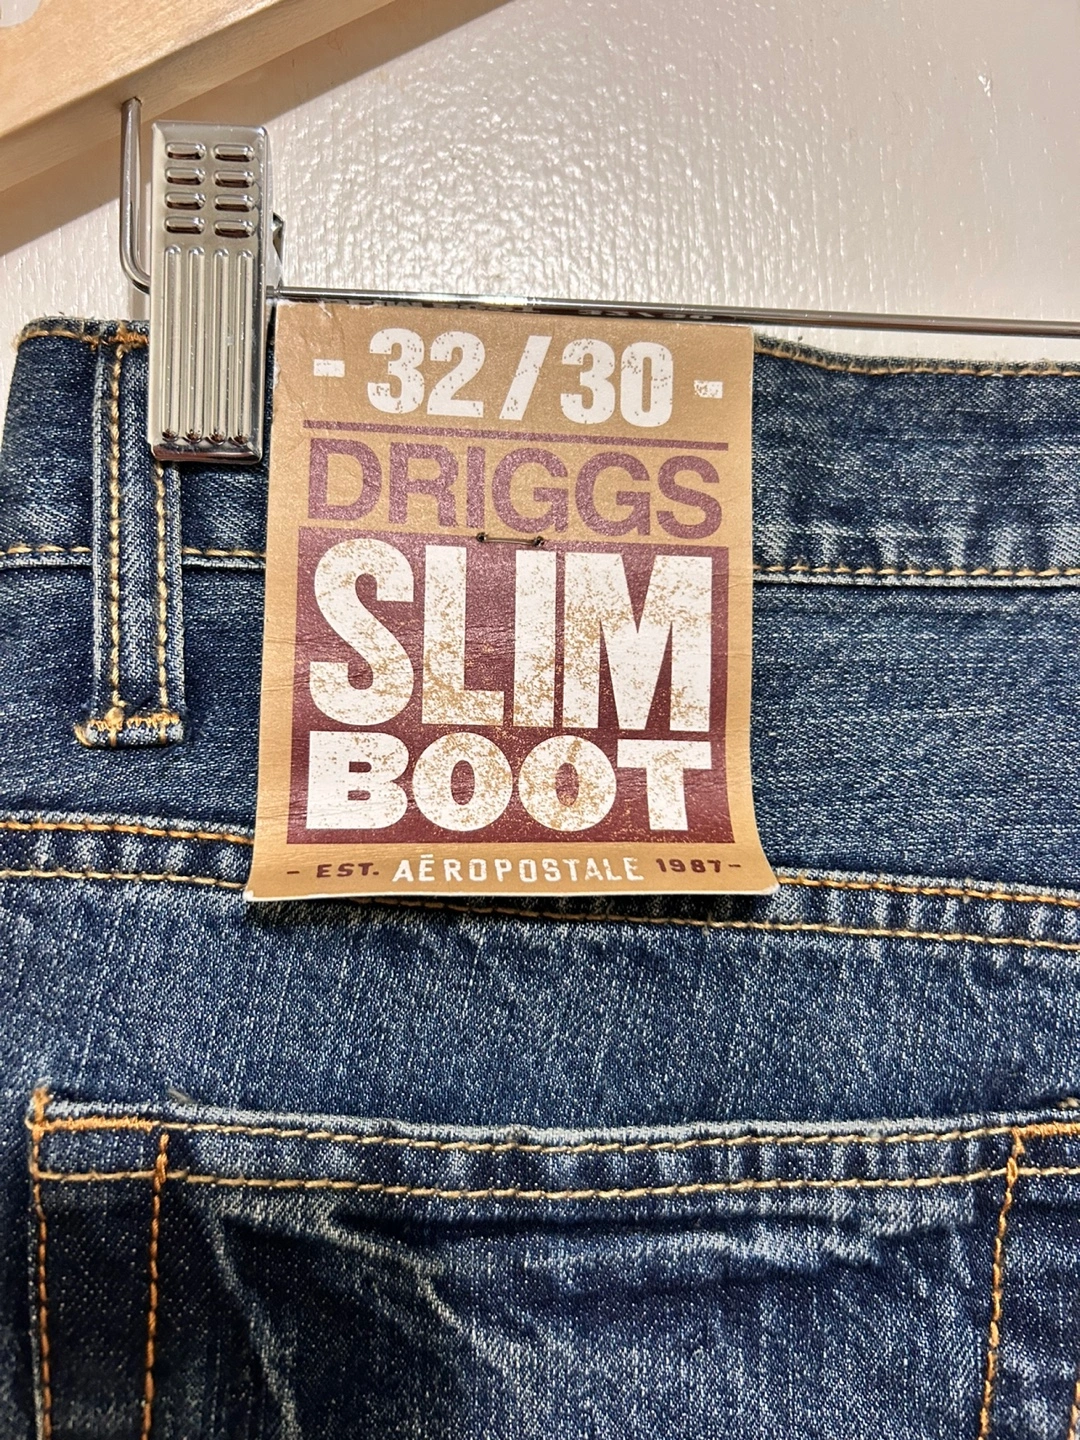 - 32/30 -
DRIGGS
SLIM
BOOT
- EST. AĒROPOSTALE 1987 -